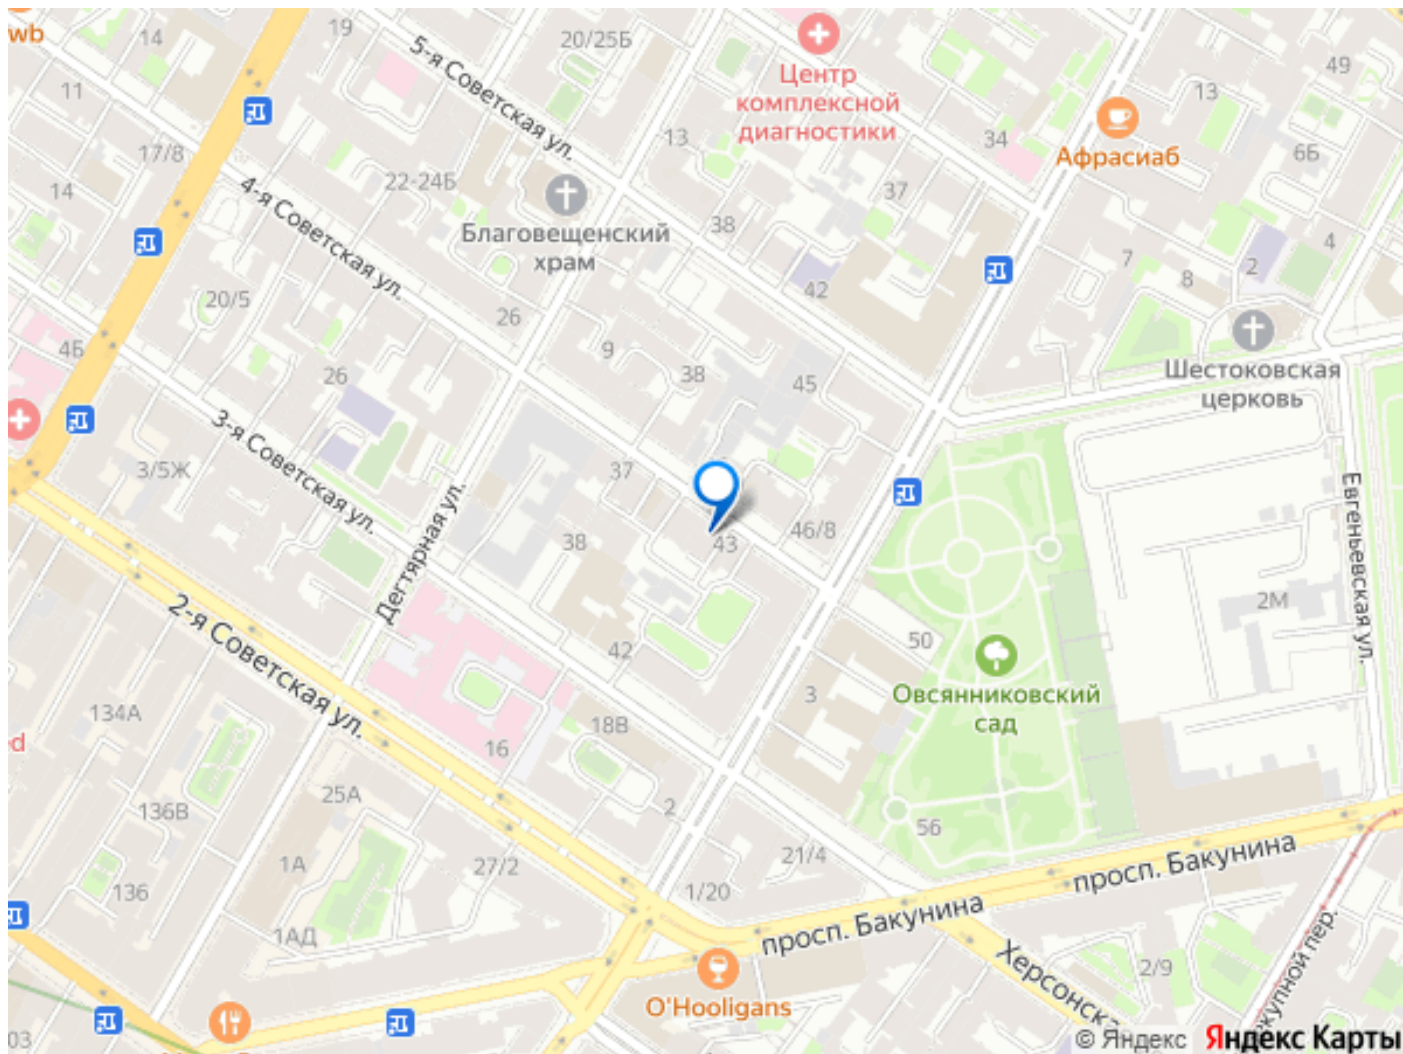 wb
14
19
20/25Б
5-я Советская ул.
Центр
комплексной
диагностики
49
11
13
13
34
Афрасиаб
6Б
17/8
14
22-24Б
4-я Советская ул.
Благовещенский
храм
37
38
4
7
2
8
42
20/5
26
4Б
9
38
45
26
Шестоковская
церковь
3-я Советская ул.
3/5Ж
37
43
46/8
38
Дегтярная ул.
Евгеньевская ул.
2М
2-я Советская ул.
42
50
Овсянниковский
сад
3
134А
18В
16
ed
25А
136В
2
56
1А
27/2
21/4
136
1/20
просп. Бакунина
просп. Бакунина
1АД
Херсонска
2/9
O'Hooligans
03
© Яндекс Яндекс Карты